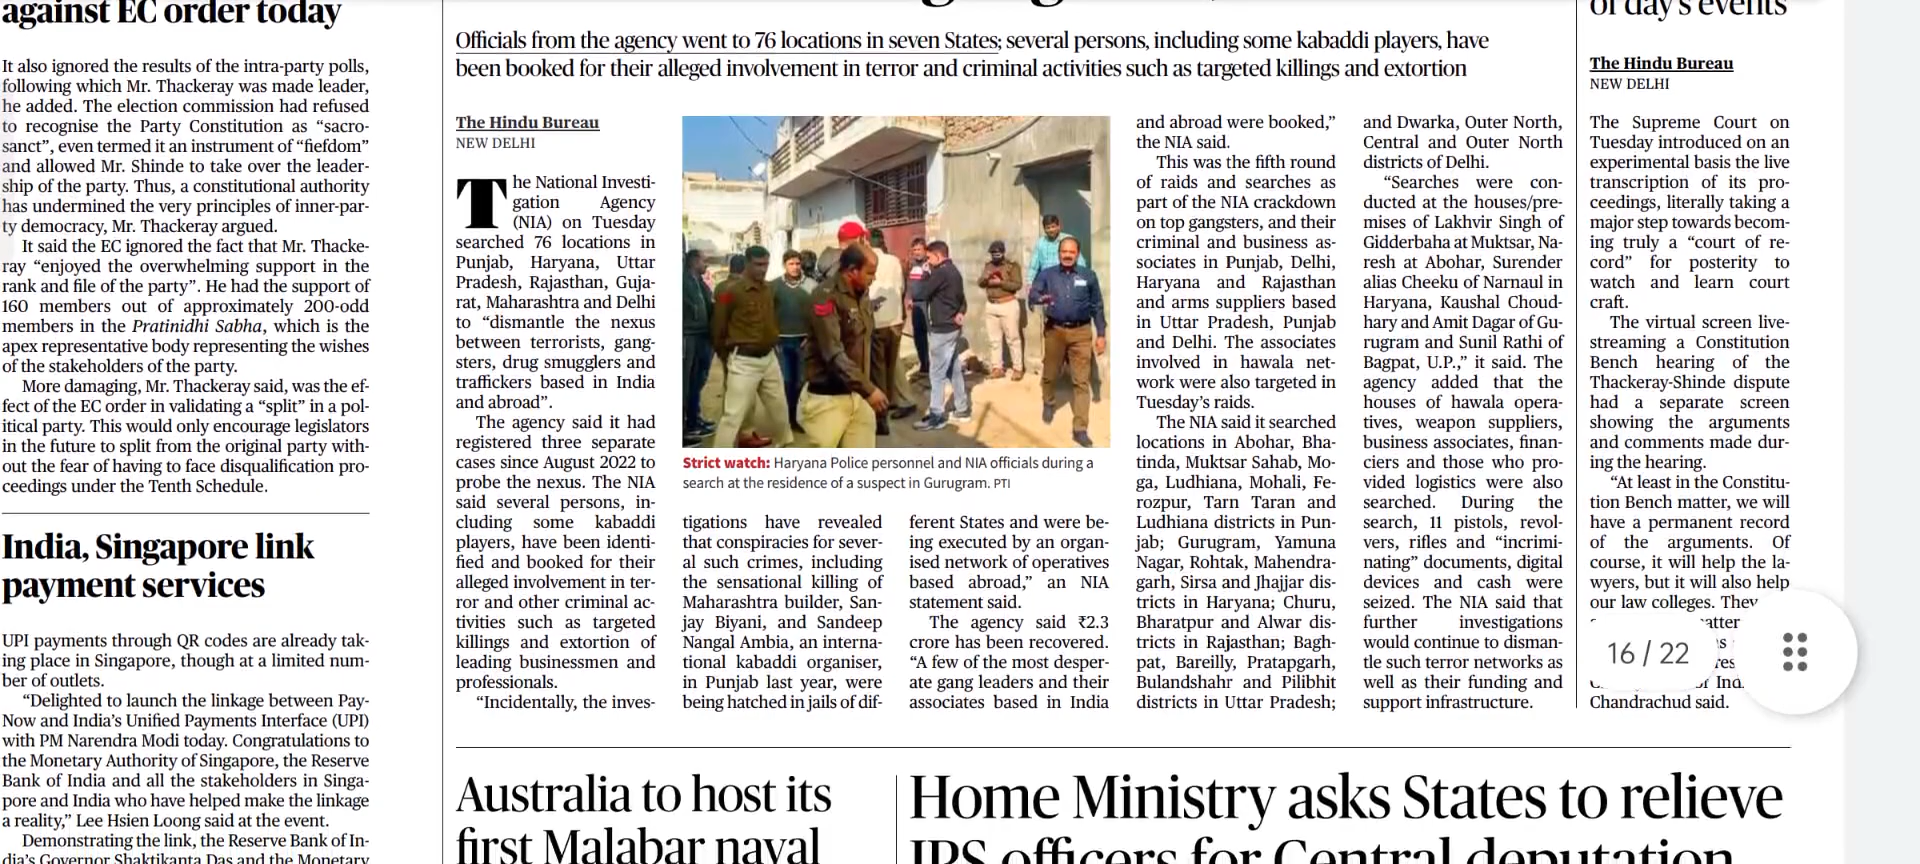 against EC order today
It also ignored the results of the intra-party polls,
following which Mr. Thackeray was made leader,
he added. The election commission had refused
to recognise the Party Constitution as “sacro-
sanct”, even termed it an instrument of “fiefdom”
and allowed Mr. Shinde to take over the leader-
ship of the party. Thus, a constitutional authority
has undermined the very principles of inner-par-
ty democracy, Mr. Thackeray argued.
It said the EC ignored the fact that Mr. Thacke-
ray “enjoyed the overwhelming support in the
rank and file of the party”. He had the support of
160 members out of approximately 200-odd
members in the Pratinidhi Sabha, which is the
apex representative body representing the wishes
of the stakeholders of the party.
More damaging, Mr. Thackeray said, was the ef-
fect of the EC order in validating a “split” in a pol-
itical party. This would only encourage legislators
in the future to split from the original party with-
out the fear of having to face disqualification pro-
ceedings under the Tenth Schedule.
India, Singapore link
payment services
UPI payments through QR codes are already tak-
ing place in Singapore, though at a limited num-
ber of outlets.
“Delighted to launch the linkage between Pay-
Now and India’s Unified Payments Interface (UPI)
with PM Narendra Modi today. Congratulations to
the Monetary Authority of Singapore, the Reserve
Bank of India and all the stakeholders in Singa-
pore and India who have helped make the linkage
a reality,” Lee Hsien Loong said at the event.
Demonstrating the link, the Reserve Bank of In-
dia’s Governor Shaktikanta Das and the Monetary
Officials from the agency went to 76 locations in seven States; several persons, including some kabaddi players, have
been booked for their alleged involvement in terror and criminal activities such as targeted killings and extortion
The Hindu Bureau
NEW DELHI
The National Investi-
gation Agency
(NIA) on Tuesday
searched 76 locations in
Punjab, Haryana, Uttar
Pradesh, Rajasthan, Guja-
rat, Maharashtra and Delhi
to “dismantle the nexus
between terrorists, gang-
sters, drug smugglers and
traffickers based in India
and abroad”.
The agency said it had
registered three separate
cases since August 2022 to
probe the nexus. The NIA
said several persons, in-
cluding some kabaddi
players, have been identi-
fied and booked for their
alleged involvement in ter-
ror and other criminal ac-
tivities such as targeted
killings and extortion of
leading businessmen and
professionals.
“Incidentally, the inves-
Strict watch: Haryana Police personnel and NIA officials during a
search at the residence of a suspect in Gurugram. PTI
tigations have revealed
that conspiracies for sever-
al such crimes, including
the sensational killing of
Maharashtra builder, San-
jay Biyani, and Sandeep
Nangal Ambia, an interna-
tional kabaddi organiser,
in Punjab last year, were
being hatched in jails of dif-
ferent States and were be-
ing executed by an organ-
ised network of operatives
based abroad,” an NIA
statement said.
The agency said ₹2.3
crore has been recovered.
“A few of the most desper-
ate gang leaders and their
associates based in India
and abroad were booked,”
the NIA said.
This was the fifth round
of raids and searches as
part of the NIA crackdown
on top gangsters, and their
criminal and business as-
sociates in Punjab, Delhi,
Haryana and Rajasthan
and arms suppliers based
in Uttar Pradesh, Punjab
and Delhi. The associates
involved in hawala net-
work were also targeted in
Tuesday’s raids.
The NIA said it searched
locations in Abohar, Bha-
tinda, Muktsar Sahab, Mo-
ga, Ludhiana, Mohali, Fe-
rozpur, Tarn Taran and
Ludhiana districts in Pun-
jab; Gurugram, Yamuna
Nagar, Rohtak, Mahendra-
garh, Sirsa and Jhajjar dis-
tricts in Haryana; Churu,
Bharatpur and Alwar dis-
tricts in Rajasthan; Bagh-
pat, Bareilly, Pratapgarh,
Bulandshahr and Pilibhit
districts in Uttar Pradesh;
and Dwarka, Outer North,
Central and Outer North
districts of Delhi.
“Searches were con-
ducted at the houses/pre-
mises of Lakhvir Singh of
Gidderbaha at Muktsar, Na-
resh at Abohar, Surender
alias Cheeku of Narnaul in
Haryana, Kaushal Choud-
hary and Amit Dagar of Gu-
rugram and Sunil Rathi of
Bagpat, U.P.,” it said. The
agency added that the
houses of hawala opera-
tives, weapon suppliers,
business associates, finan-
ciers and those who pro-
vided logistics were also
searched. During the
search, 11 pistols, revol-
vers, rifles and “incrimi-
nating” documents, digital
devices and cash were
seized. The NIA said that
further investigations
would continue to disman-
tle such terror networks as
well as their funding and
support infrastructure.
of day’s events
The Hindu Bureau
NEW DELHI
The Supreme Court on
Tuesday introduced on an
experimental basis the live
transcription of its pro-
ceedings, literally taking a
major step towards becom-
ing truly a “court of re-
cord” for posterity to
watch and learn court
craft.
The virtual screen live-
streaming a Constitution
Bench hearing of the
Thackeray-Shinde dispute
had a separate screen
showing the arguments
and comments made dur-
ing the hearing.
“At least in the Constitu-
tion Bench matter, we will
have a permanent record
of the arguments. Of
course, it will help the la-
wyers, but it will also help
our law colleges. They
16 / 22
Chandrachud said.
Australia to host its
first Malabar naval
Home Ministry asks States to relieve
IPS officers for Central deputation